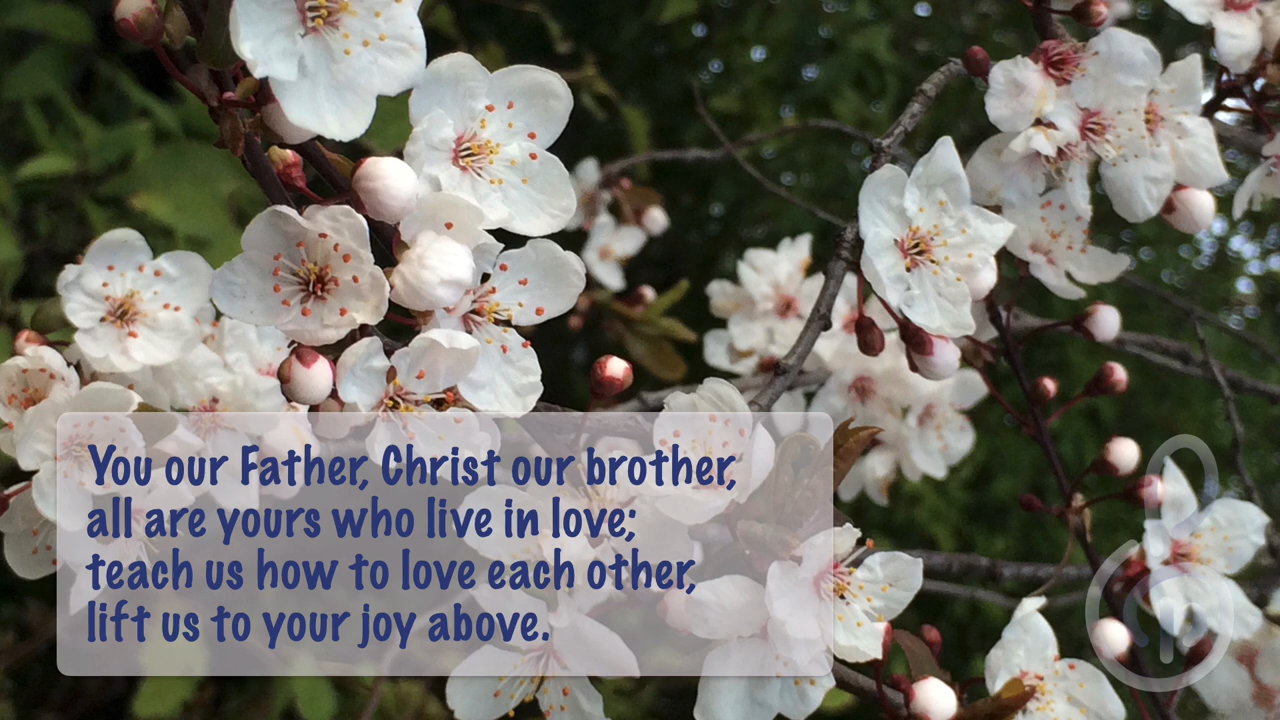 You our Father, Christ our brother,
all are yours who live in love;
teach us how to love each other,
lift us to your joy above.